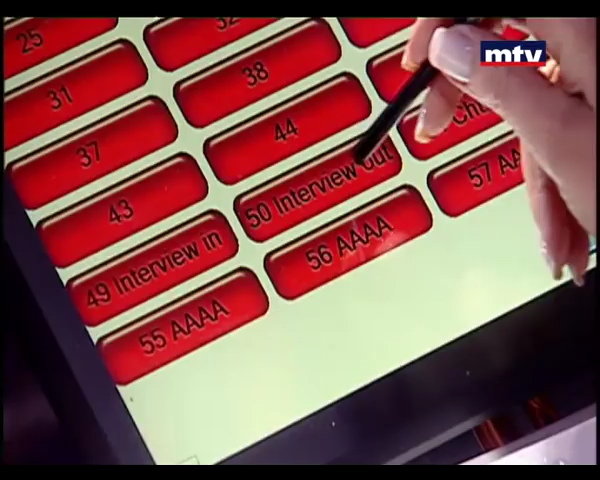 mtv
25
32
31
38
37
44
43
50 Interview out
49 Interview in
56 AAAA
57 AA
55 AAAA